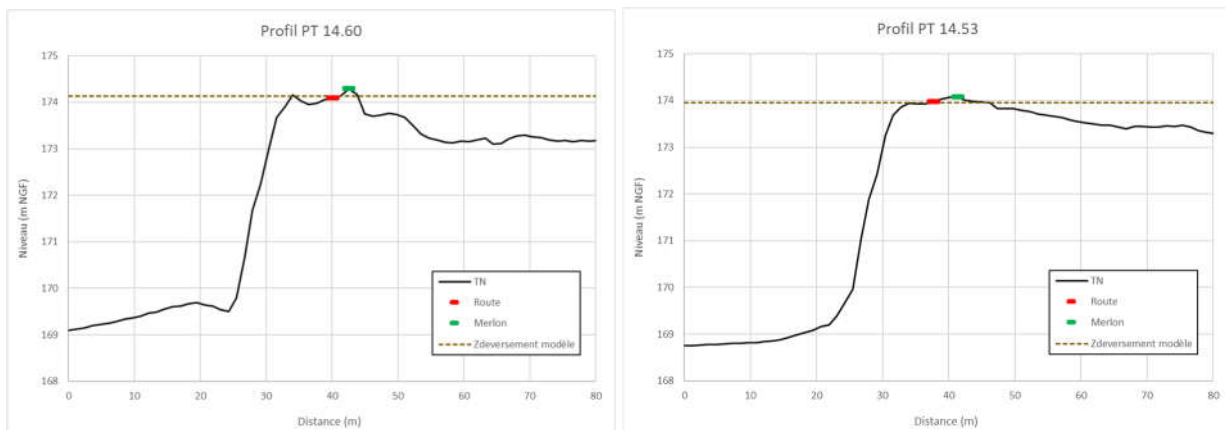 Profil PT 14.60
175
174
173
172
171
170
169
168
Niveau (m NGF)
0 10 20 30 40 50 60 70 80
Distance (m)
TN
Route
Merlon
Zdeversement modèle
Profil PT 14.53
175
174
173
172
171
170
169
168
Niveau (m NGF)
0 10 20 30 40 50 60 70 80
Distance (m)
TN
Route
Merlon
Zdeversement modèle